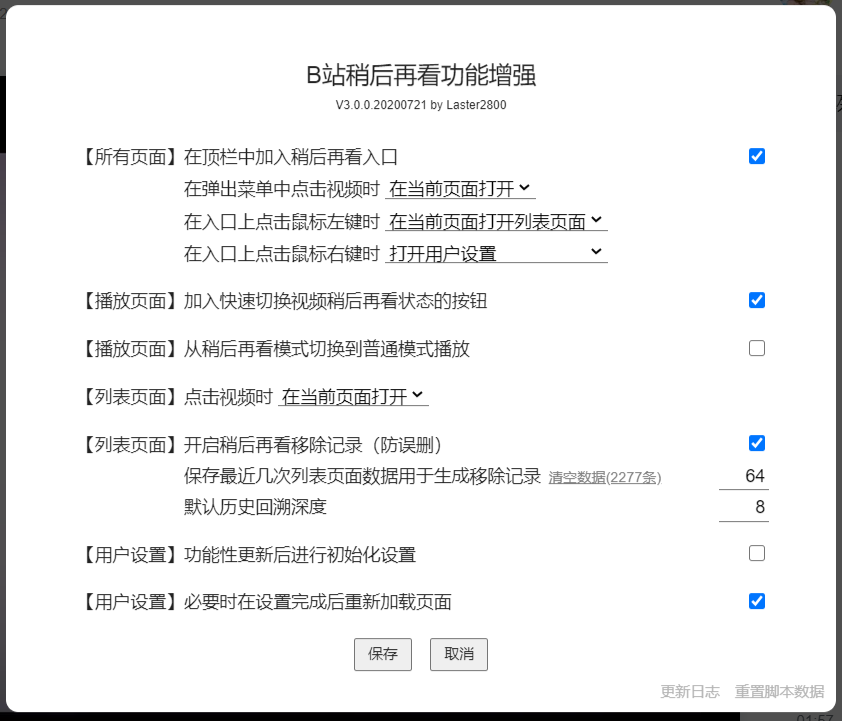 B站稍后再看功能增强
V3.0.0.20200721 by Laster2800
【所有页面】在顶栏中加入稍后再看入口
在弹出菜单中点击视频时 在当前页面打开
在入口上点击鼠标左键时 在当前页面打开列表页面
在入口上点击鼠标右键时 打开用户设置
【播放页面】加入快速切换视频稍后再看状态的按钮
【播放页面】从稍后再看模式切换到普通模式播放
【列表页面】点击视频时 在当前页面打开
【列表页面】开启稍后再看移除记录（防误删）
保存最近几次列表页面数据用于生成移除记录 清空数据(2277条) 64
默认历史回溯深度 8
【用户设置】功能性更新后进行初始化设置
【用户设置】必要时在设置完成后重新加载页面
保存 取消
更新日志 重置脚本数据